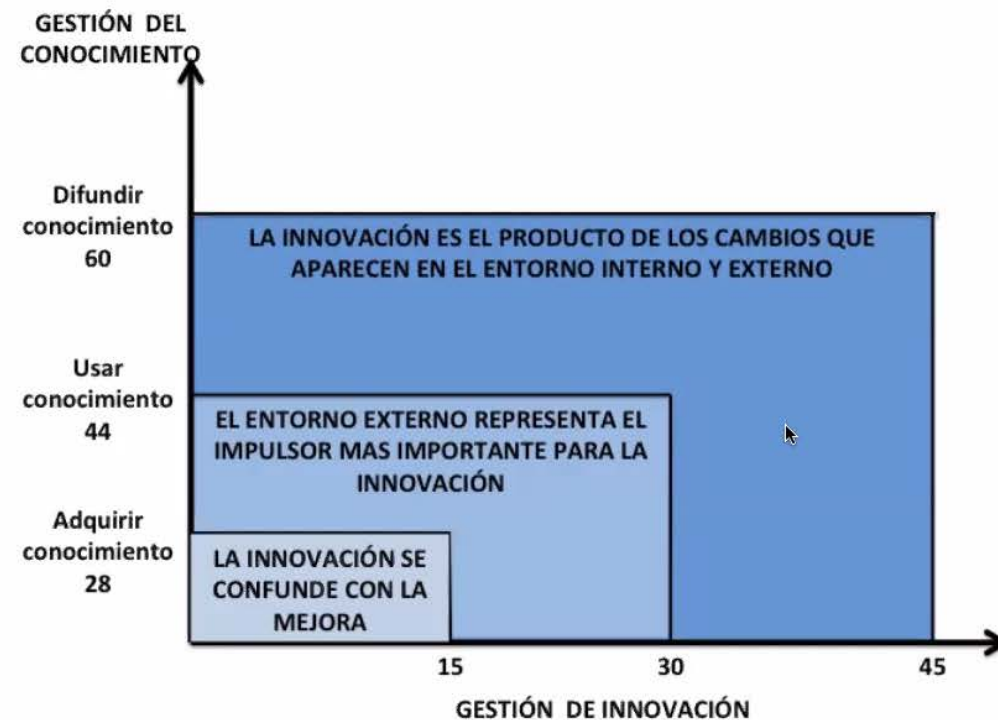 GESTIÓN DEL
CONOCIMIENTO
Difundir
conocimiento
60
LA INNOVACIÓN ES EL PRODUCTO DE LOS CAMBIOS QUE
APARECEN EN EL ENTORNO INTERNO Y EXTERNO
Usar
conocimiento
44
EL ENTORNO EXTERNO REPRESENTA EL
IMPULSOR MAS IMPORTANTE PARA LA
INNOVACIÓN
Adquirir
conocimiento
28
LA INNOVACIÓN SE
CONFUNDE CON LA
MEJORA
15
30
45
GESTIÓN DE INNOVACIÓN